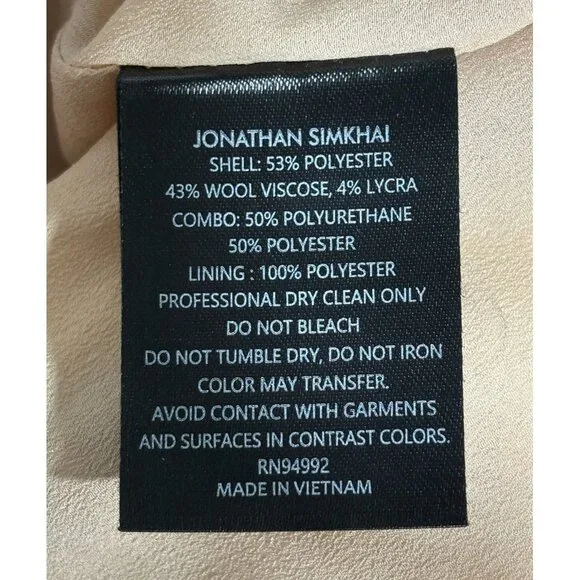 JONATHAN SIMKHAI
SHELL: 53% POLYESTER
43% WOOL VISCOSE, 4% LYCRA
COMBO: 50% POLYURETHANE
50% POLYESTER
LINING : 100% POLYESTER
PROFESSIONAL DRY CLEAN ONLY
DO NOT BLEACH
DO NOT TUMBLE DRY, DO NOT IRON
COLOR MAY TRANSFER.
AVOID CONTACT WITH GARMENTS
AND SURFACES IN CONTRAST COLORS.
RN94992
MADE IN VIETNAM